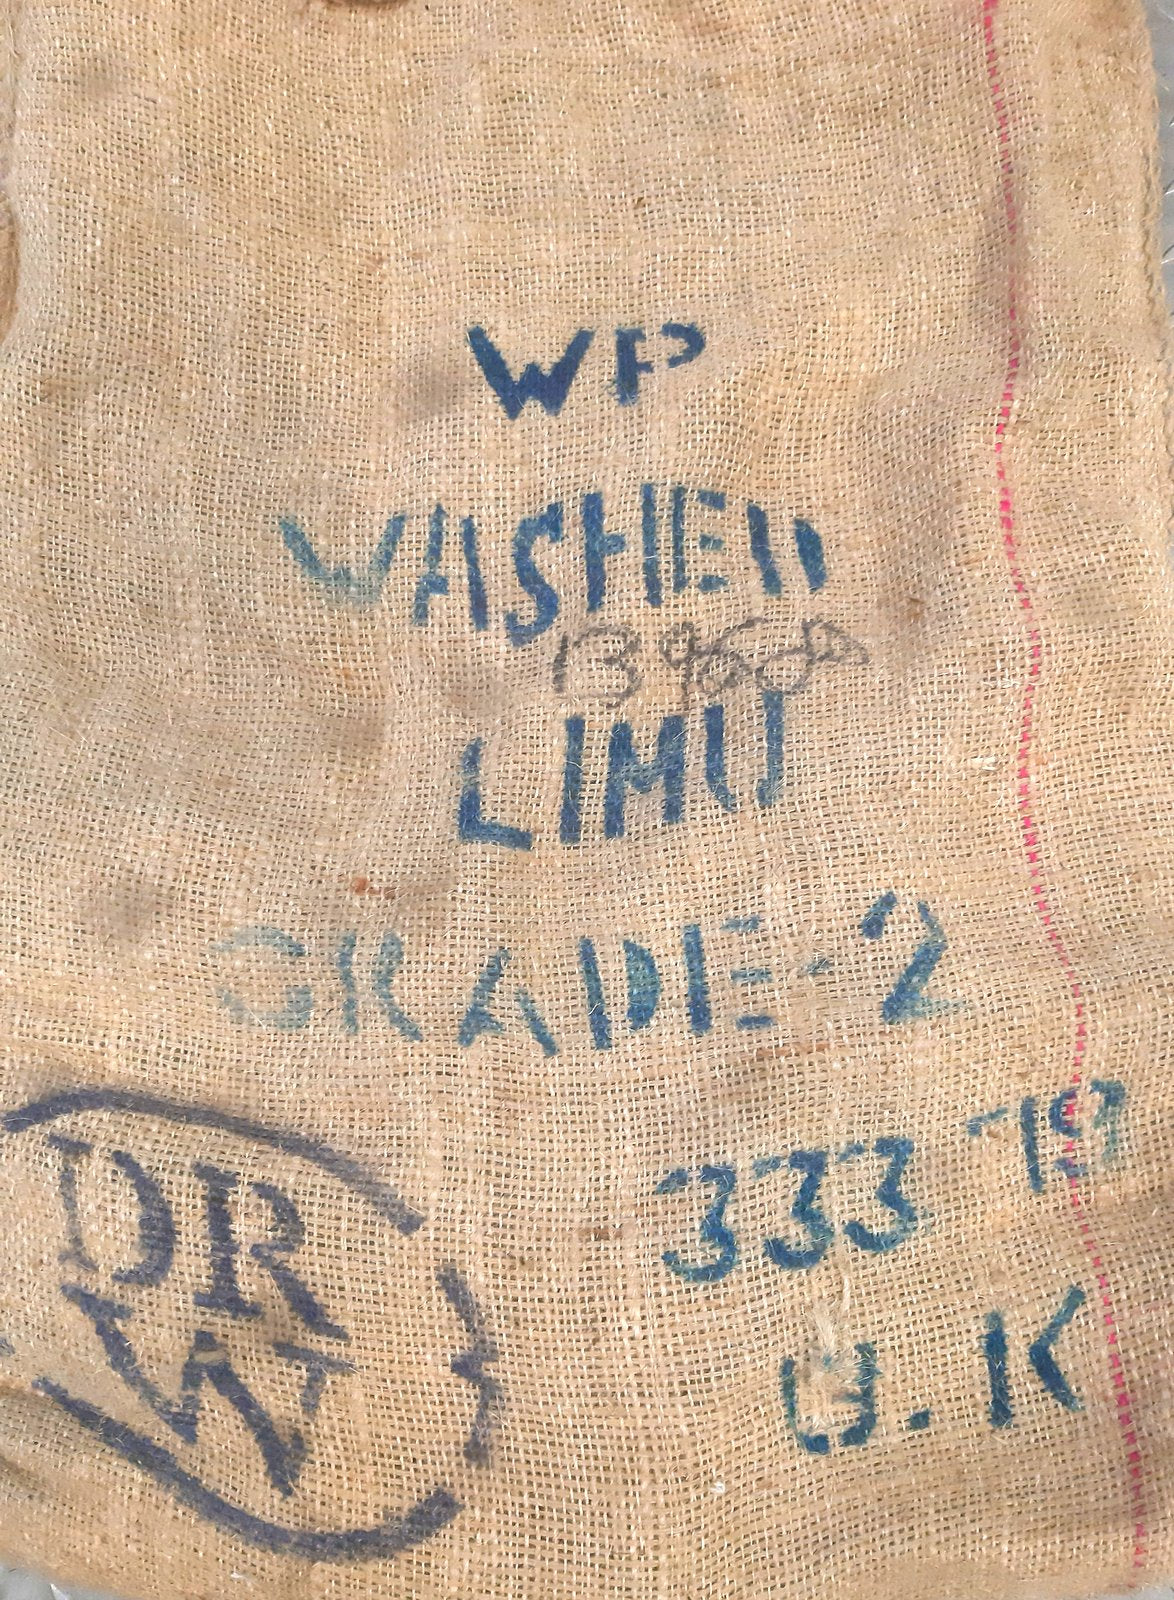 WP
WASHED
LIMU
GRADE-2
333
U.K
DR
W